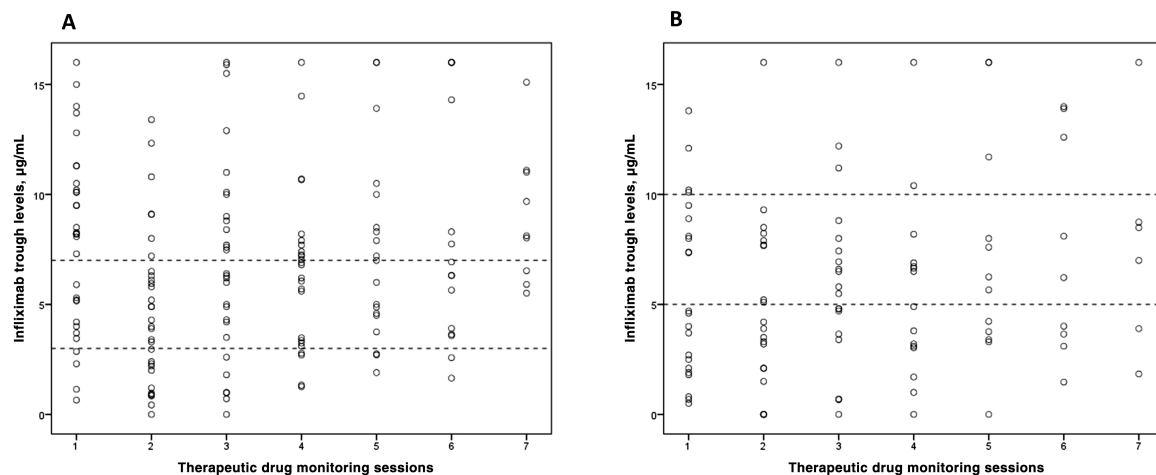 A
B
Infliximab trough levels, µg/mL
15
10
5
0
1 2 3 4 5 6 7
Therapeutic drug monitoring sessions
Infliximab trough levels, µg/mL
15
10
5
0
1 2 3 4 5 6 7
Therapeutic drug monitoring sessions